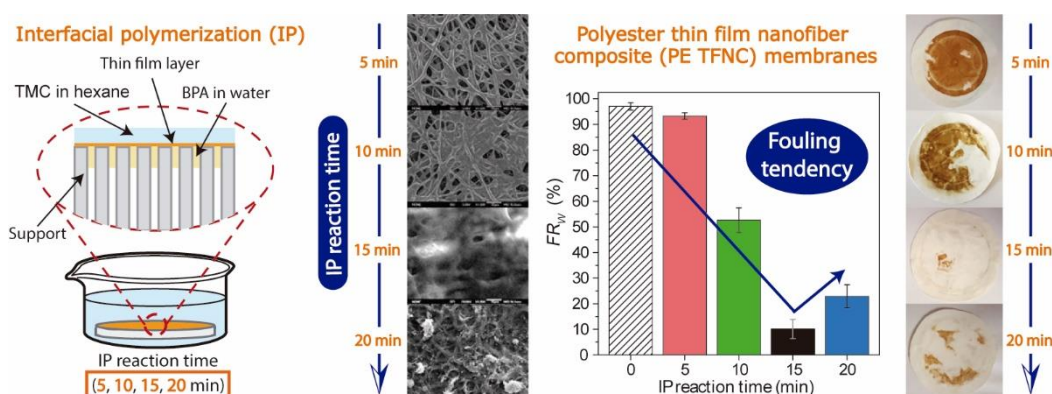 Interfacial polymerization (IP)
Thin film layer
TMC in hexane
BPA in water
Support
IP reaction time
(5, 10, 15, 20 min)
IP reaction time
5 min
10 min
15 min
20 min
Polyester thin film nanofiber
composite (PE TFNC) membranes
FRW (%)
100
90
80
70
60
50
40
30
20
10
0
Fouling
tendency
0
5
10
15
20
IP reaction time (min)
5 min
10 min
15 min
20 min